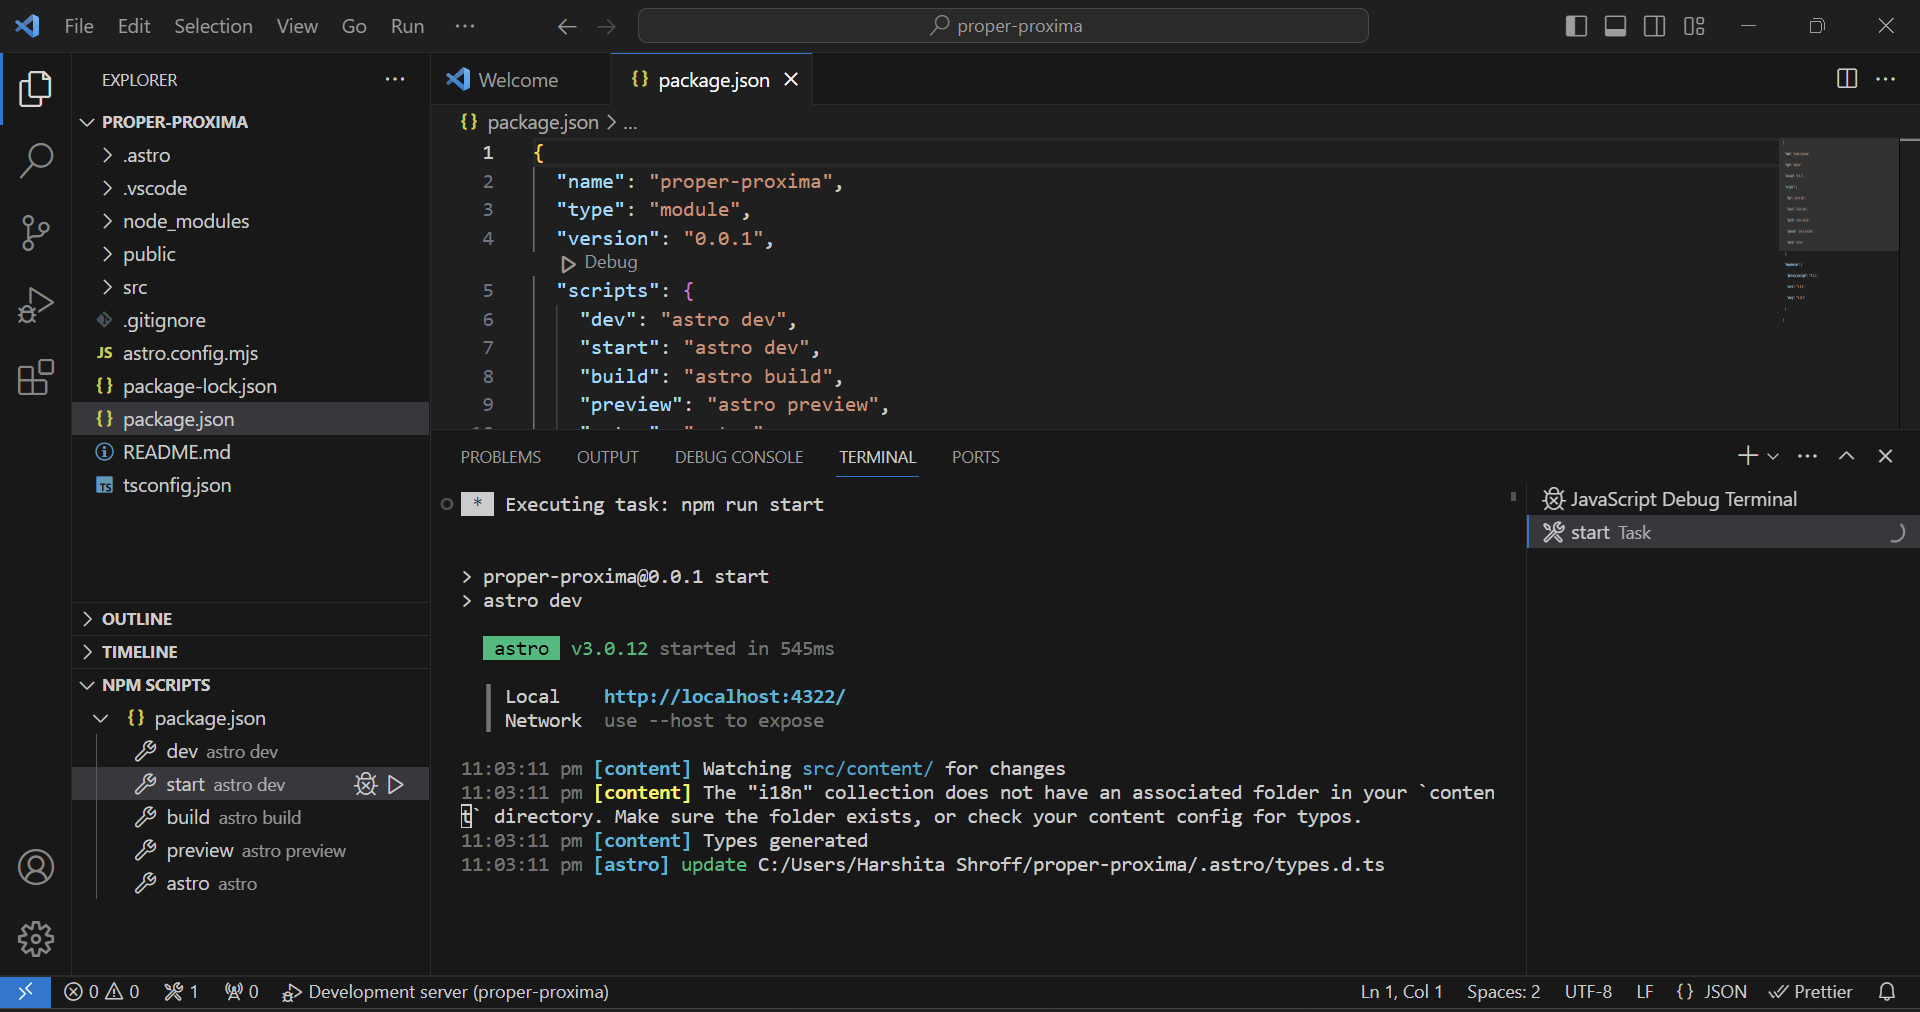 File Edit Selection View Go Run ···
proper-proxima
EXPLORER ···
PROPER-PROXIMA
.astro
.vscode
node_modules
public
src
.gitignore
JS astro.config.mjs
{} package-lock.json
{} package.json
README.md
TS tsconfig.json
OUTLINE
TIMELINE
NPM SCRIPTS
{} package.json
dev astro dev
start astro dev
build astro build
preview astro preview
astro astro
Welcome
{} package.json
{} package.json > ...
1 {
2 "name": "proper-proxima",
3 "type": "module",
4 "version": "0.0.1",
Debug
5 "scripts": {
6 "dev": "astro dev",
7 "start": "astro dev",
8 "build": "astro build",
9 "preview": "astro preview",
PROBLEMS OUTPUT DEBUG CONSOLE TERMINAL PORTS
* Executing task: npm run start
> proper-proxima@0.0.1 start
> astro dev
astro v3.0.12 started in 545ms
Local http://localhost:4322/
Network use --host to expose
11:03:11 pm [content] Watching src/content/ for changes
11:03:11 pm [content] The "i18n" collection does not have an associated folder in your `conten
t` directory. Make sure the folder exists, or check your content config for typos.
11:03:11 pm [content] Types generated
11:03:11 pm [astro] update C:/Users/Harshita Shroff/proper-proxima/.astro/types.d.ts
JavaScript Debug Terminal
start Task
0 0 1 0 Development server (proper-proxima)
Ln 1, Col 1 Spaces: 2 UTF-8 LF {} JSON Prettier